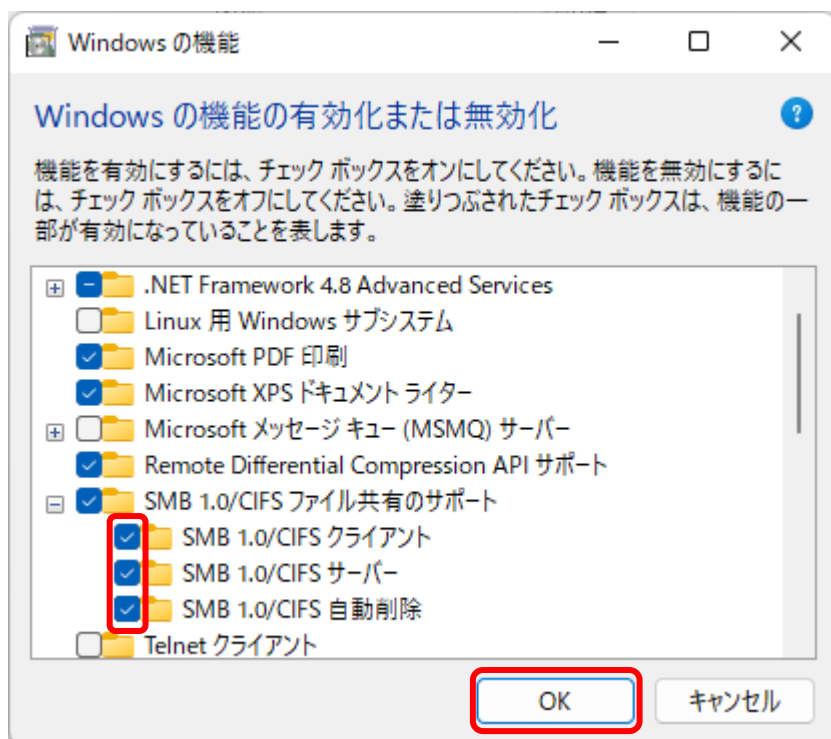 Windows の機能
Windows の機能の有効化または無効化
?
機能を有効にするには、チェック ボックスをオンにしてください。機能を無効にするに
は、チェック ボックスをオフにしてください。塗りつぶされたチェック ボックスは、機能の一
部が有効になっていることを表します。
.NET Framework 4.8 Advanced Services
Linux 用 Windows サブシステム
Microsoft PDF 印刷
Microsoft XPS ドキュメント ライター
Microsoft メッセージ キュー (MSMQ) サーバー
Remote Differential Compression API サポート
SMB 1.0/CIFS ファイル共有のサポート
SMB 1.0/CIFS クライアント
SMB 1.0/CIFS サーバー
SMB 1.0/CIFS 自動削除
Telnet クライアント
OK キャンセル